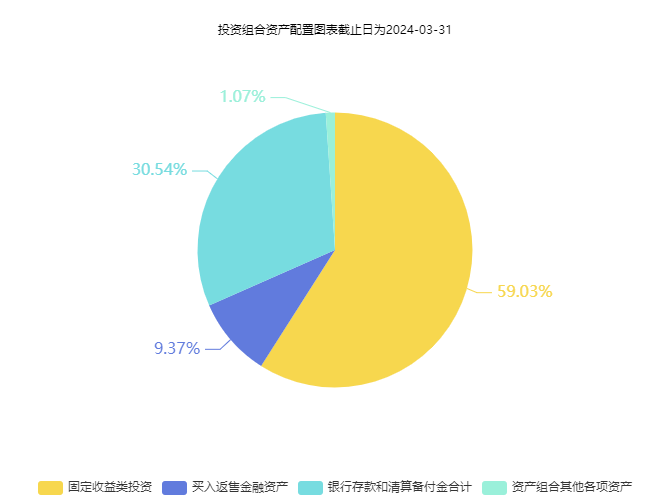 投资组合资产配置图表截止日为2024-03-31
1.07%
30.54%
59.03%
9.37%
固定收益类投资 买入返售金融资产 银行存款和清算备付金合计 资产组合其他各项资产